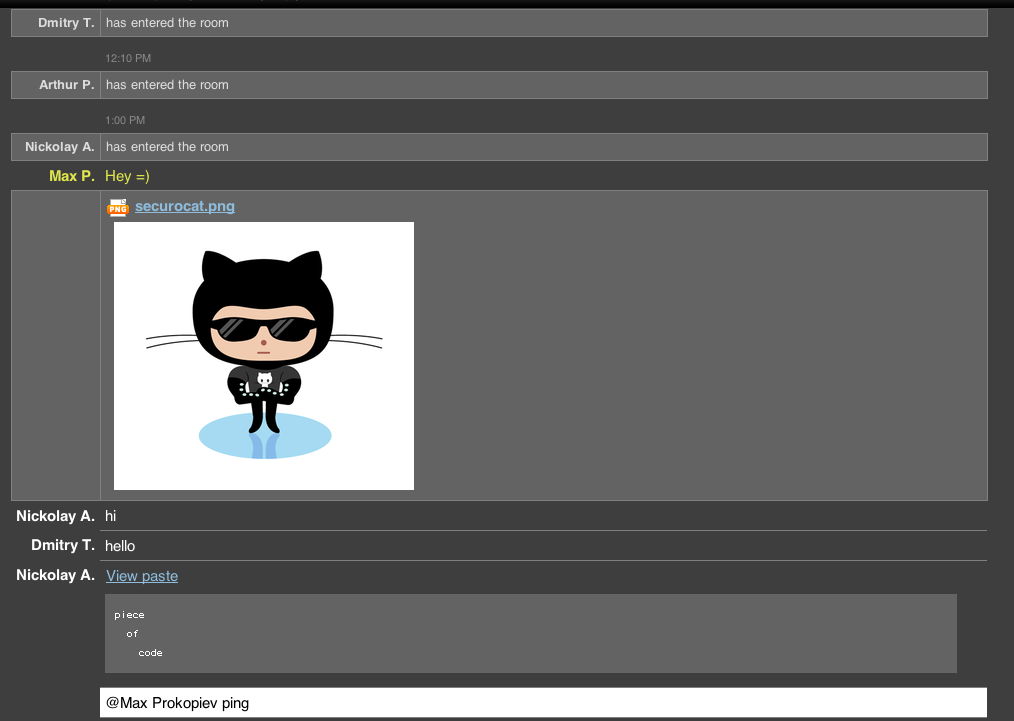 Dmitry T. has entered the room
12:10 PM
Arthur P. has entered the room
1:00 PM
Nickolay A. has entered the room
Max P. Hey =)
PNG securocat.png
Nickolay A. hi
Dmitry T. hello
Nickolay A. View paste
piece
of
code
@Max Prokopiev ping